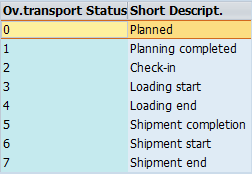 Ov.transport Status Short Descript.
0 Planned
1 Planning completed
2 Check-in
3 Loading start
4 Loading end
5 Shipment completion
6 Shipment start
7 Shipment end